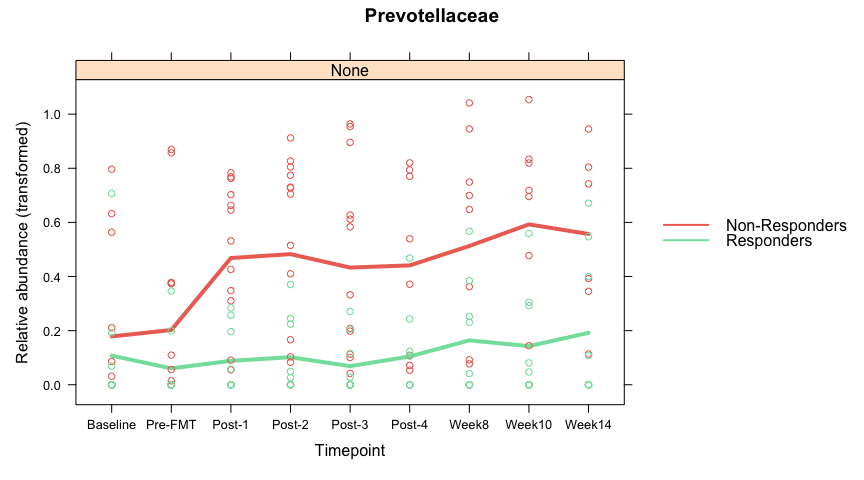 Prevotellaceae
None
Relative abundance (transformed)
1.0
0.8
0.6
0.4
0.2
0.0
Baseline Pre-FMT Post-1 Post-2 Post-3 Post-4 Week8 Week10 Week14
Timepoint
Non-Responders
Responders